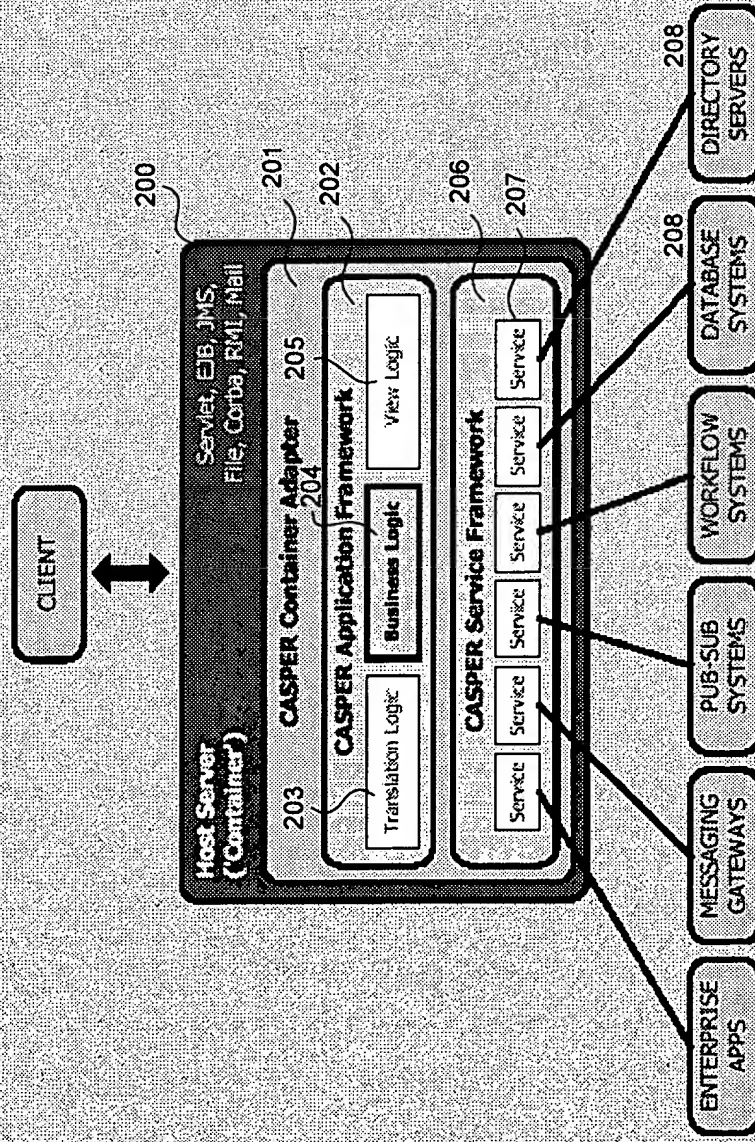 CLIENT
Host Server
('Container')
Servlet, EJB, JMS,
File, Corba, RMI, Mail
200
CASPER Container Adapter
201
CASPER Application Framework
202
203
204
205
Translation Logic
Business Logic
View Logic
CASPER Service Framework
206
Service
Service
Service
Service
Service
Service
207
ENTERPRISE
APPS
MESSAGING
GATEWAYS
PUB-SUB
SYSTEMS
WORKFLOW
SYSTEMS
208
DATABASE
SYSTEMS
208
DIRECTORY
SERVERS